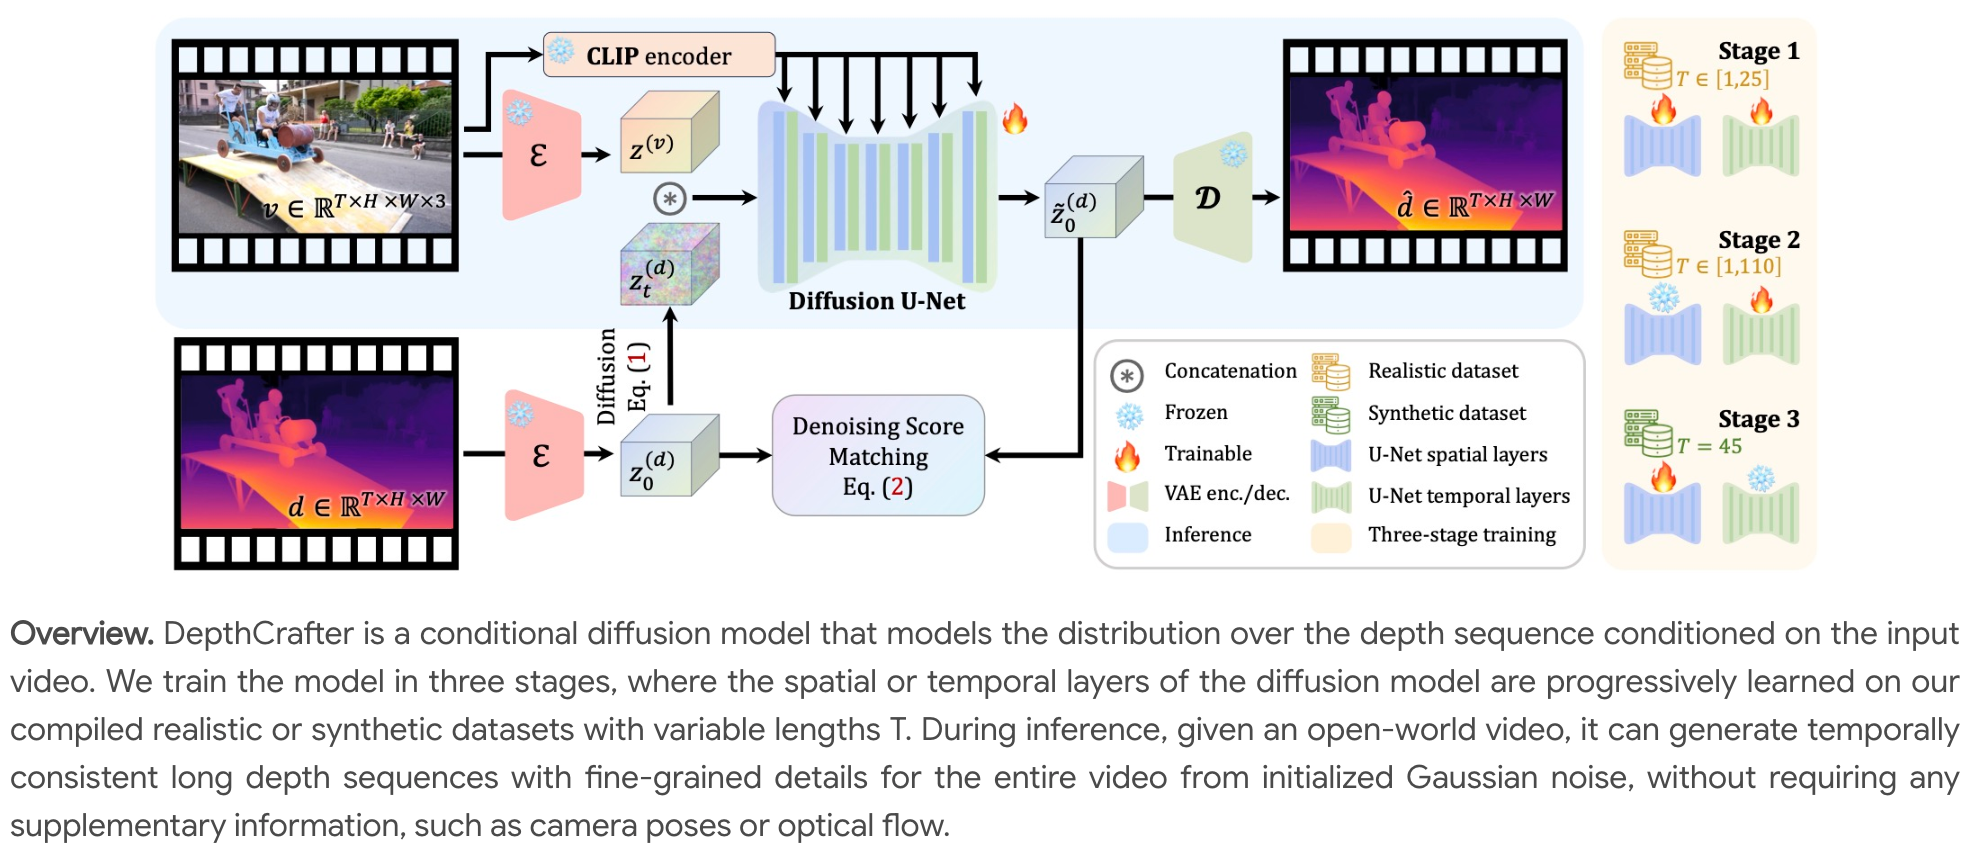 CLIP encoder
ℰ
z^(v)
v ∈ ℝ^{T×H×W×3}
*
z_t^(d)
Diffusion U-Net
z̃_0^(d)
𝓓
d̂ ∈ ℝ^{T×H×W}
Diffusion
Eq. (1)
d ∈ ℝ^{T×H×W}
ℰ
z_0^(d)
Denoising Score
Matching
Eq. (2)
* Concatenation
Frozen
Trainable
VAE enc./dec.
Inference
Realistic dataset
Synthetic dataset
U-Net spatial layers
U-Net temporal layers
Three-stage training
Stage 1
T ∈ [1,25]
Stage 2
T ∈ [1,110]
Stage 3
T = 45
Overview. DepthCrafter is a conditional diffusion model that models the distribution over the depth sequence conditioned on the input
video. We train the model in three stages, where the spatial or temporal layers of the diffusion model are progressively learned on our
compiled realistic or synthetic datasets with variable lengths T. During inference, given an open-world video, it can generate temporally
consistent long depth sequences with fine-grained details for the entire video from initialized Gaussian noise, without requiring any
supplementary information, such as camera poses or optical flow.